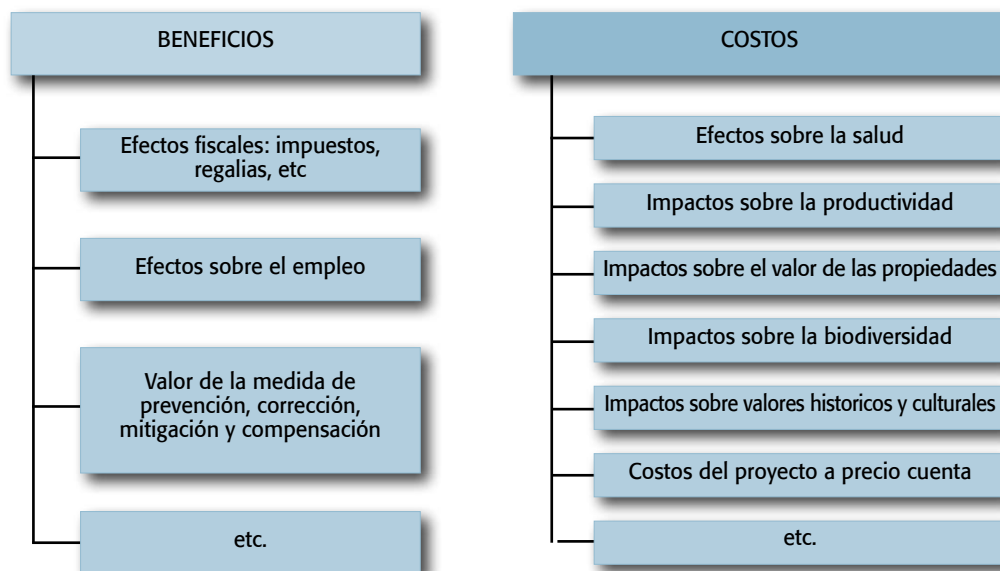 BENEFICIOS
Efectos fiscales: impuestos,
regalias, etc
Efectos sobre el empleo
Valor de la medida de
prevención, corrección,
mitigación y compensación
etc.
COSTOS
Efectos sobre la salud
Impactos sobre la productividad
Impactos sobre el valor de las propiedades
Impactos sobre la biodiversidad
Impactos sobre valores historicos y culturales
Costos del proyecto a precio cuenta
etc.